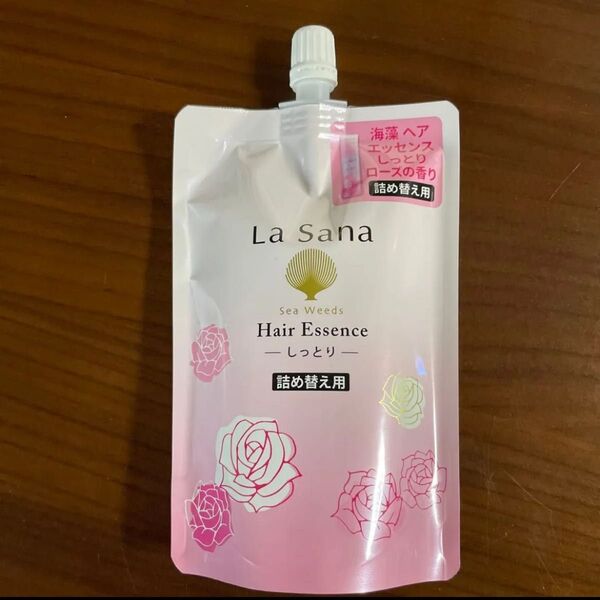 海藻 ヘア
エッセンス
しっとり
ローズの香り
詰め替え用
La Sana
Sea Weeds
Hair Essence
しっとり
詰め替え用